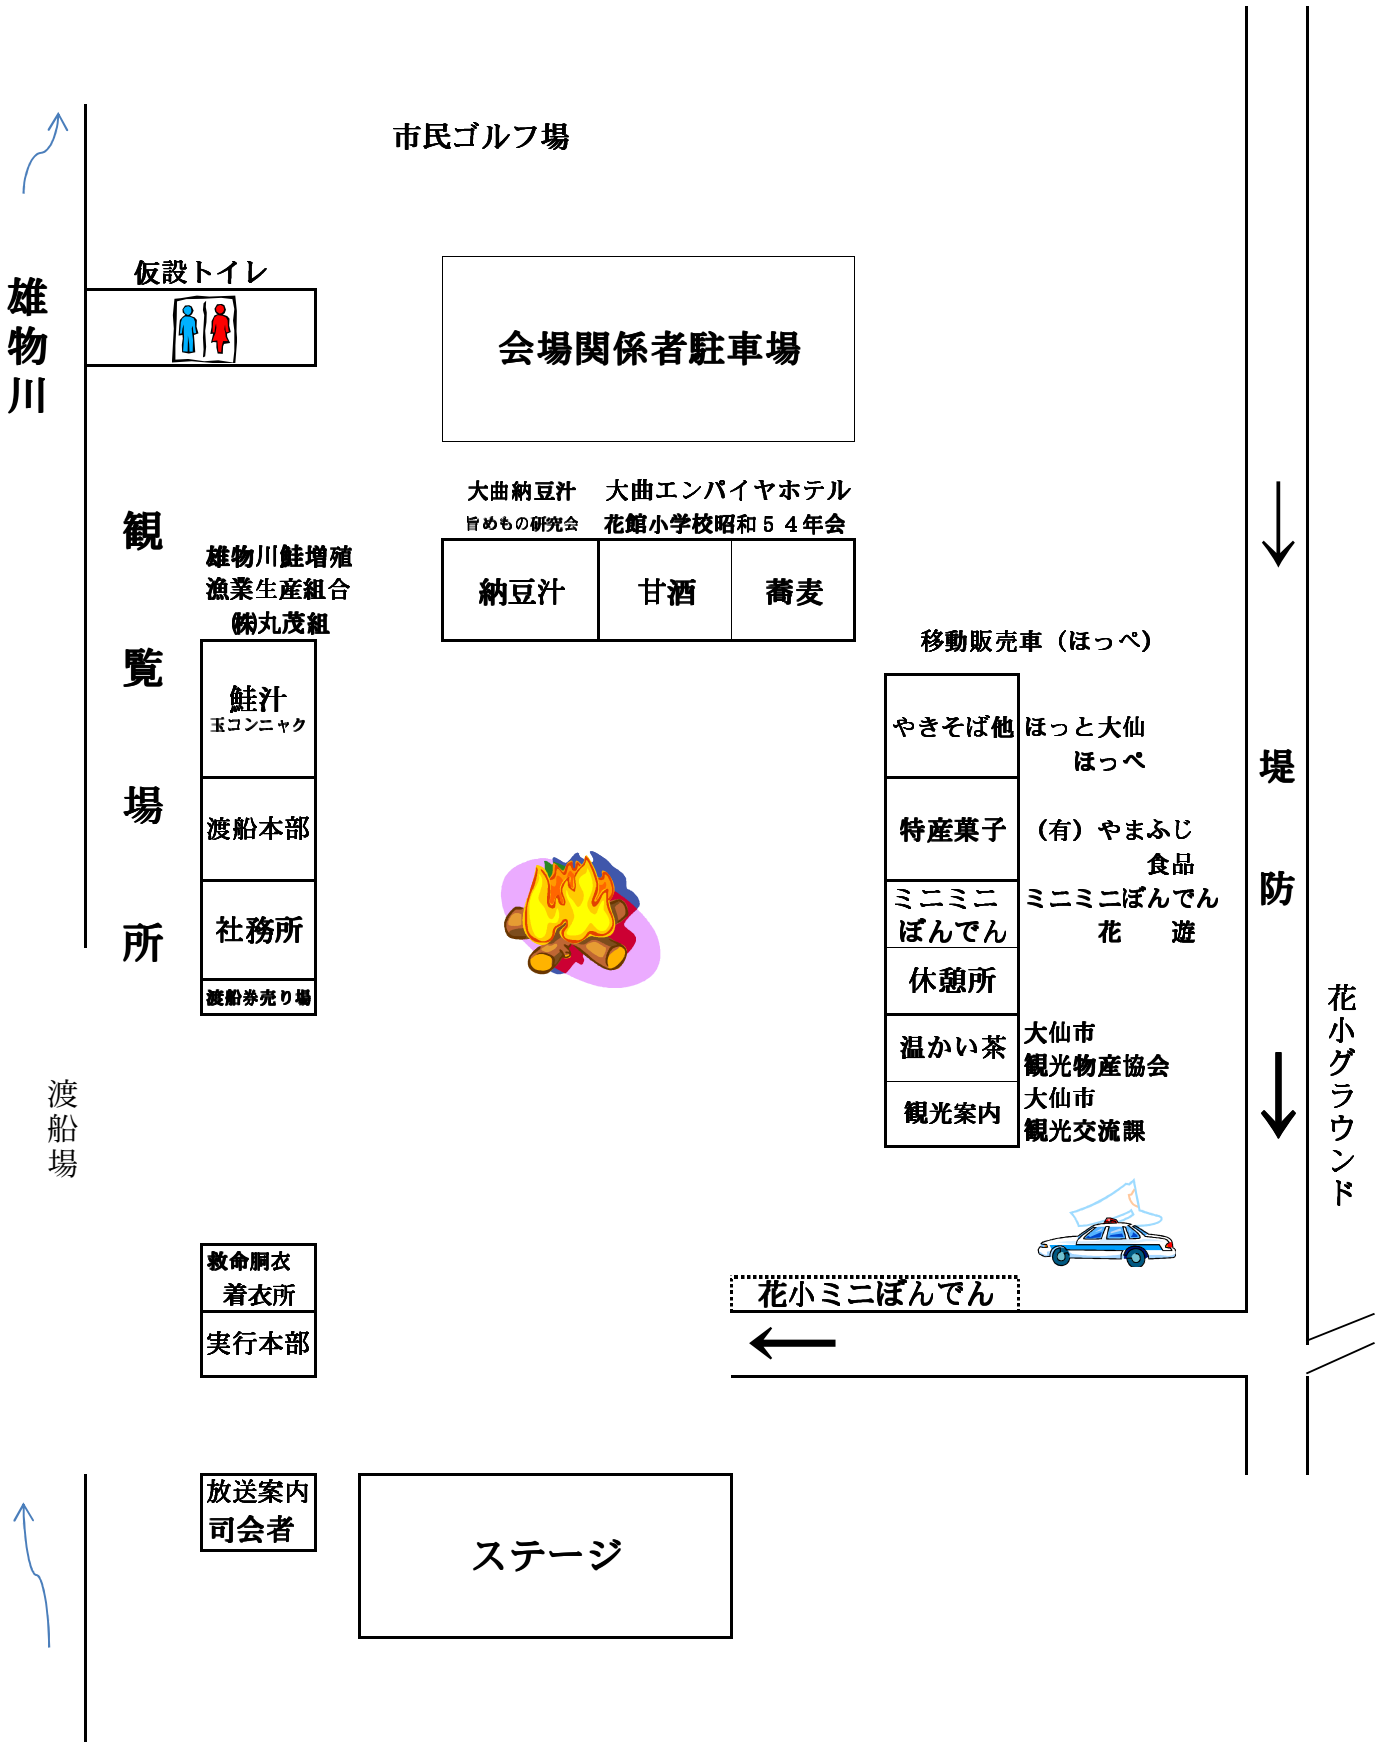 市民ゴルフ場
雄物川
仮設トイレ
会場関係者駐車場
大曲納豆汁
旨めもの研究会
大曲エンパイヤホテル
花館小学校昭和５４年会
納豆汁
甘酒
蕎麦
観覧場所
雄物川鮭増殖
漁業生産組合
㈱丸茂組
鮭汁
玉コンニャク
渡船本部
社務所
渡船券売り場
移動販売車（ほっぺ）
やきそば他
ほっと大仙
ほっぺ
特産菓子
（有）やまふじ
食品
ミニミニ
ぼんでん
ミニミニぼんでん
花　遊
休憩所
温かい茶
大仙市
観光物産協会
観光案内
大仙市
観光交流課
堤防
花小グラウンド
渡船場
救命胴衣
着衣所
実行本部
花小ミニぼんでん
放送案内
司会者
ステージ